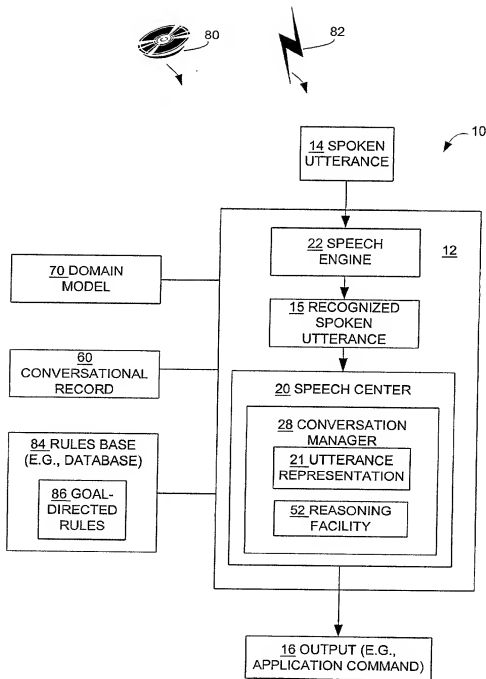 80
82
10
14 SPOKEN
UTTERANCE
12
22 SPEECH
ENGINE
70 DOMAIN
MODEL
15 RECOGNIZED
SPOKEN
UTTERANCE
60
CONVERSATIONAL
RECORD
20 SPEECH CENTER
28 CONVERSATION
MANAGER
84 RULES BASE
(E.G., DATABASE)
21 UTTERANCE
REPRESENTATION
86 GOAL-
DIRECTED
RULES
52 REASONING
FACILITY
16 OUTPUT (E.G.,
APPLICATION COMMAND)